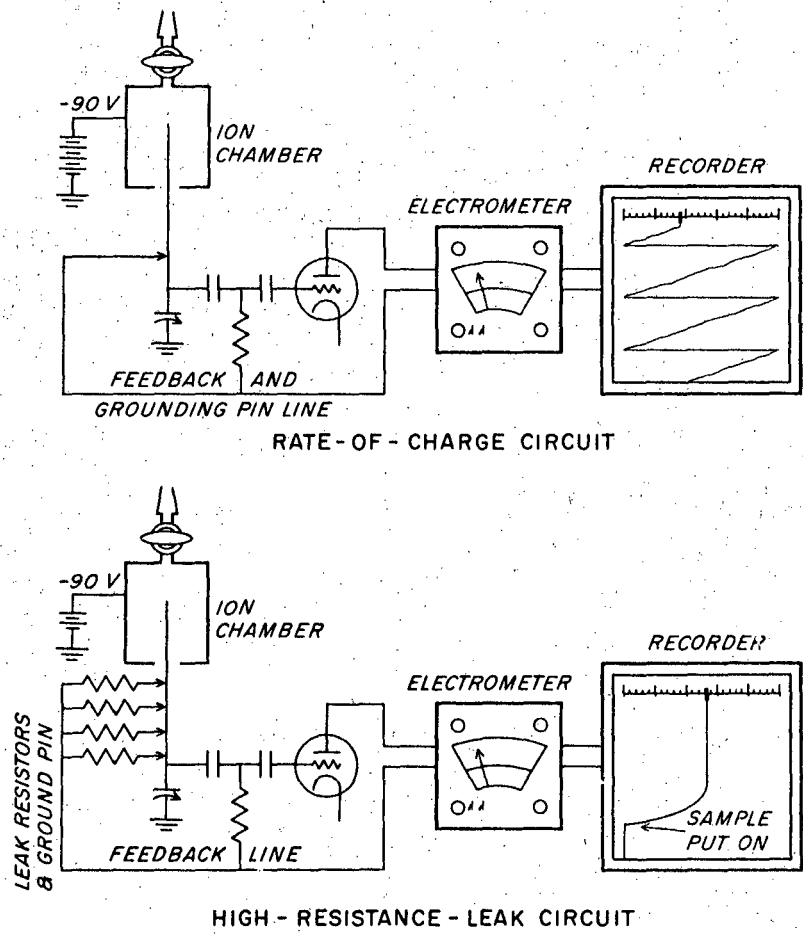 -90 V
ION
CHAMBER
RECORDER
ELECTROMETER
FEEDBACK AND
GROUNDING PIN LINE
RATE-OF-CHARGE CIRCUIT
-90 V
ION
CHAMBER
RECORDER
ELECTROMETER
LEAK RESISTORS
& GROUND PIN
SAMPLE
PUT ON
FEEDBACK LINE
HIGH-RESISTANCE-LEAK CIRCUIT